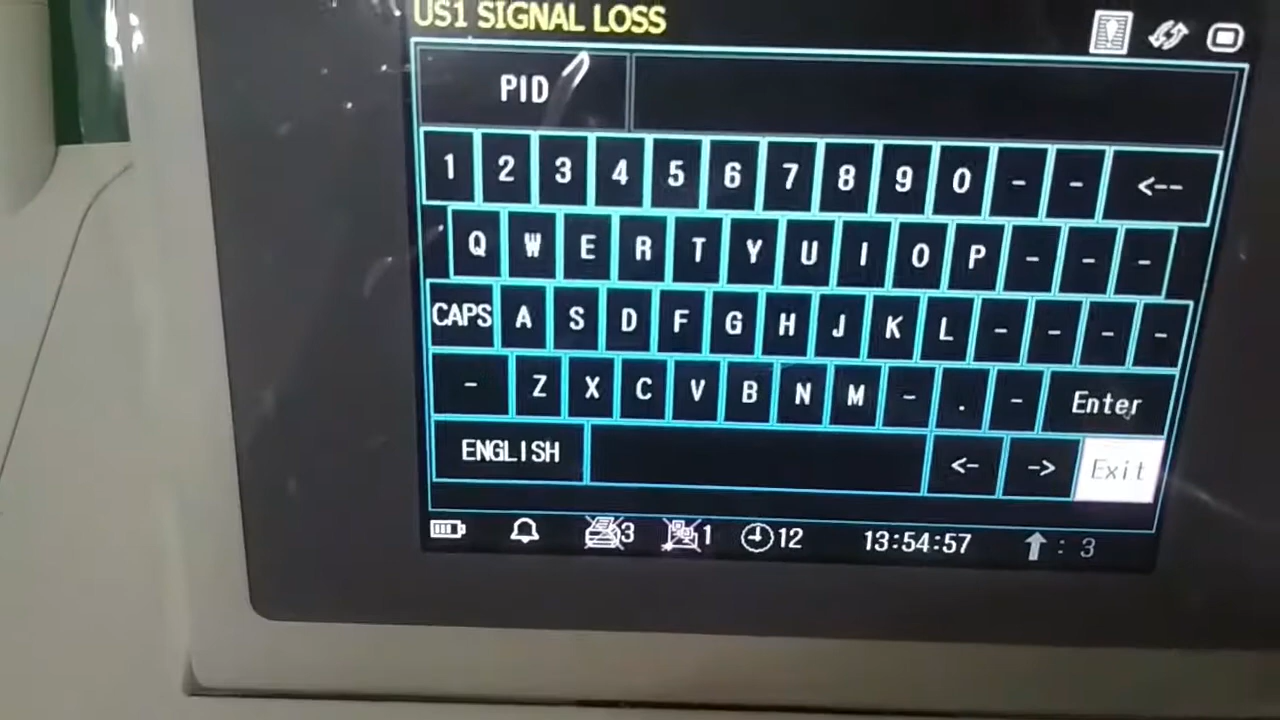 US1 SIGNAL LOSS
PID
1 2 3 4 5 6 7 8 9 0 - - <--
Q W E R T Y U I O P - - -
CAPS A S D F G H J K L - - - -
- Z X C V B N M - . - Enter
ENGLISH <- -> Exit
3 1 12 13:54:57 : 3